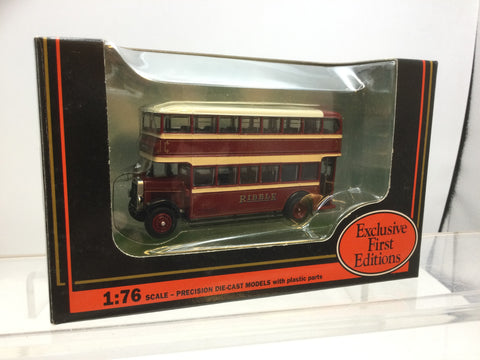 RIBBLE
Exclusive
First
Editions
1:76 SCALE – PRECISION DIE-CAST MODELS with plastic parts